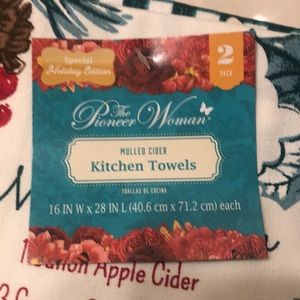 Special
Holiday Edition
2
PACK
The
Pioneer Woman
MULLED CIDER
Kitchen Towels
TOALLAS DE COCINA
16 IN W x 28 IN L (40.6 cm x 71.2 cm) each
Apple Cider